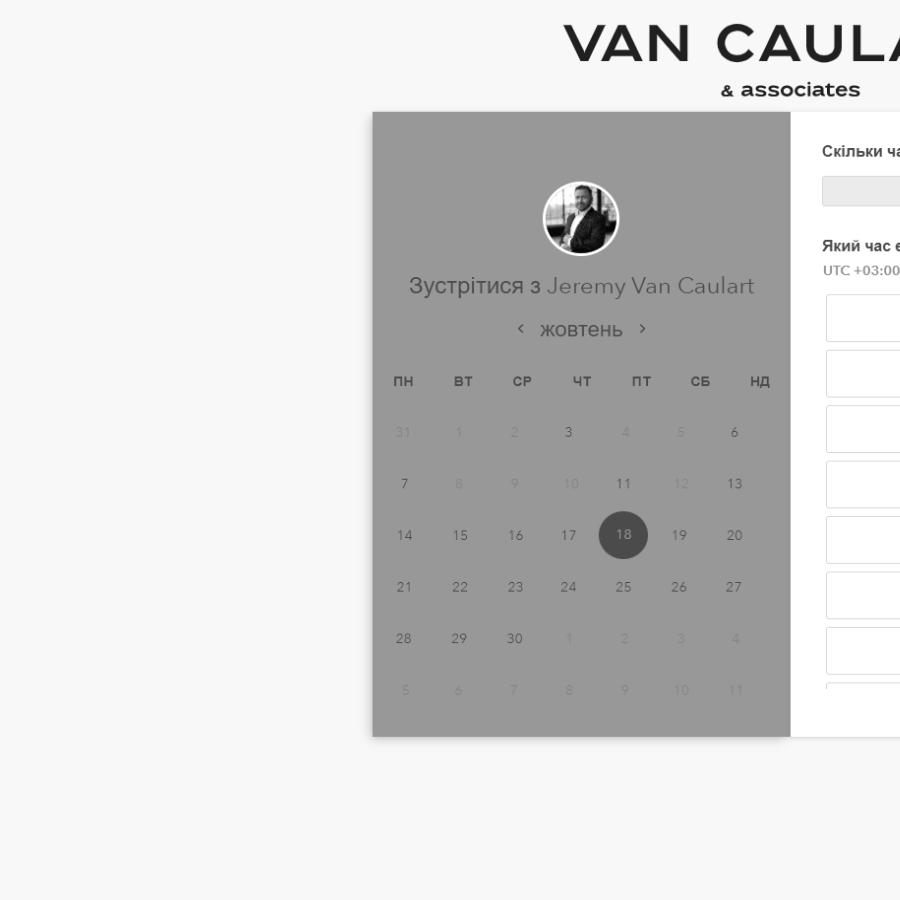 VAN CAULA
& associates
Скільки ча
Який час є
UTC +03:00
Зустрітися з Jeremy Van Caulart
жовтень
ПН ВТ СР ЧТ ПТ СБ НД
31 1 2 3 4 5 6
7 8 9 10 11 12 13
14 15 16 17 18 19 20
21 22 23 24 25 26 27
28 29 30 1 2 3 4
5 6 7 8 9 10 11